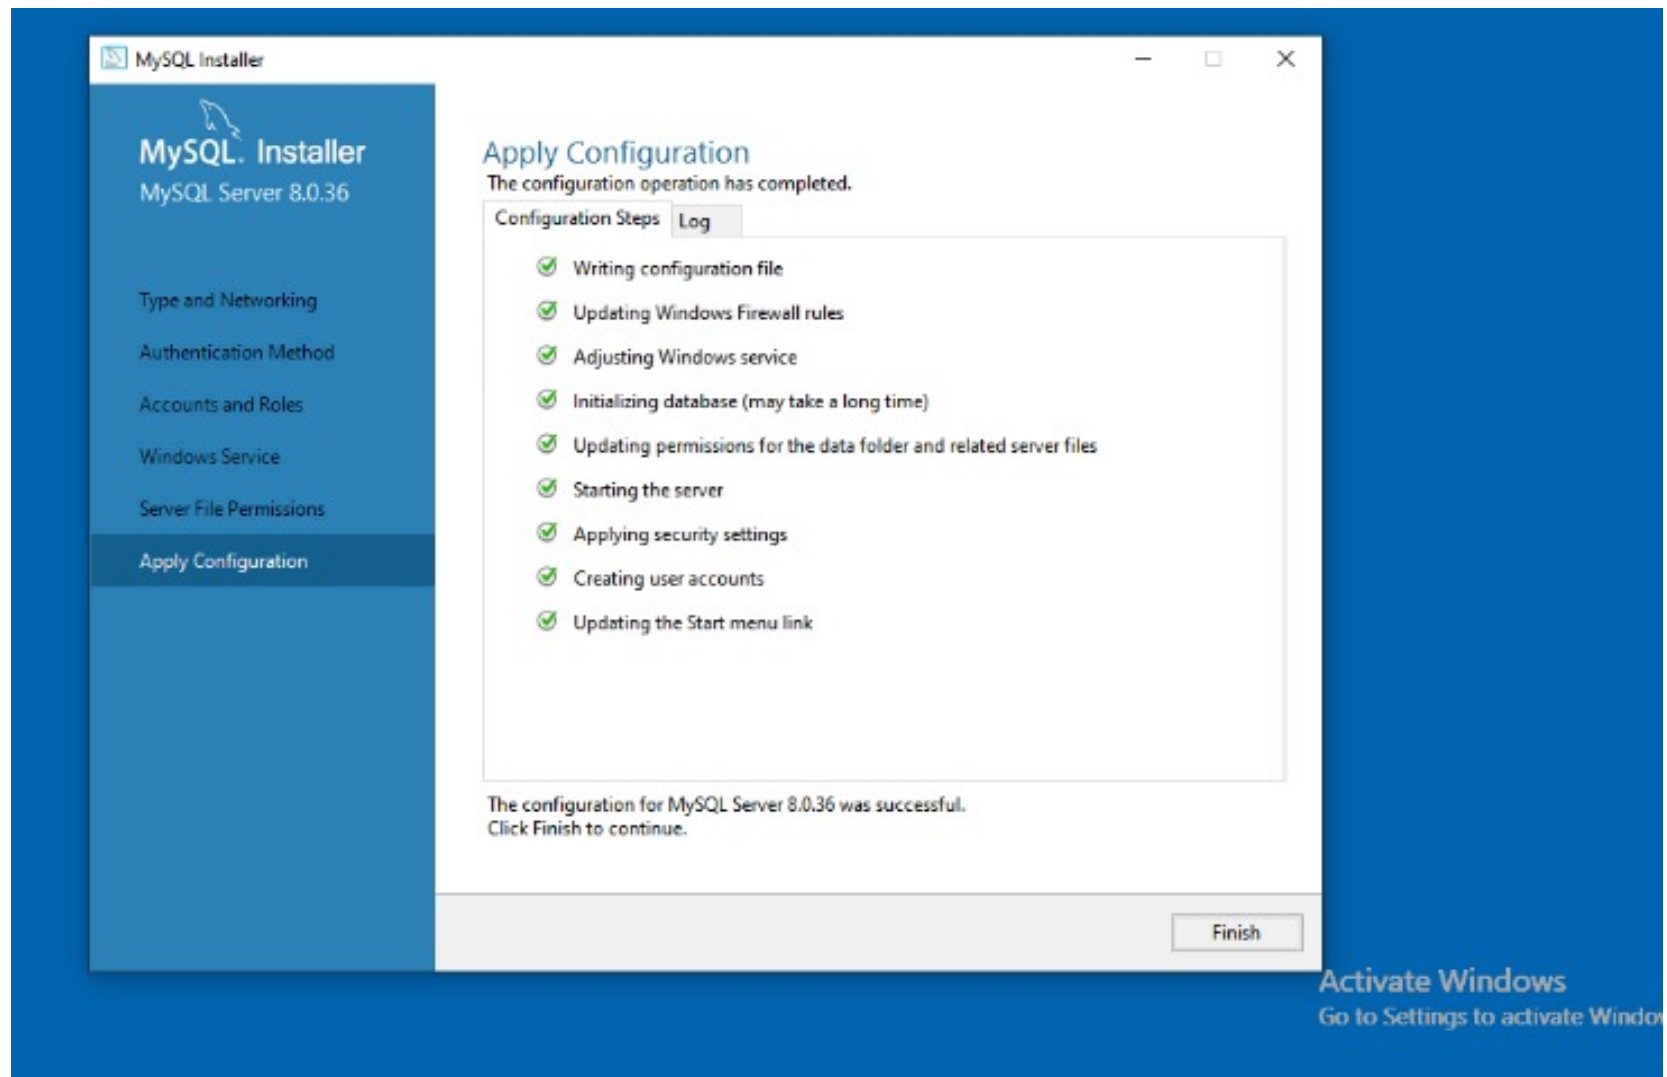 MySQL Installer
MySQL. Installer
MySQL Server 8.0.36
Type and Networking
Authentication Method
Accounts and Roles
Windows Service
Server File Permissions
Apply Configuration
Apply Configuration
The configuration operation has completed.
Configuration Steps
Log
Writing configuration file
Updating Windows Firewall rules
Adjusting Windows service
Initializing database (may take a long time)
Updating permissions for the data folder and related server files
Starting the server
Applying security settings
Creating user accounts
Updating the Start menu link
The configuration for MySQL Server 8.0.36 was successful.
Click Finish to continue.
Finish
Activate Windows
Go to Settings to activate Window